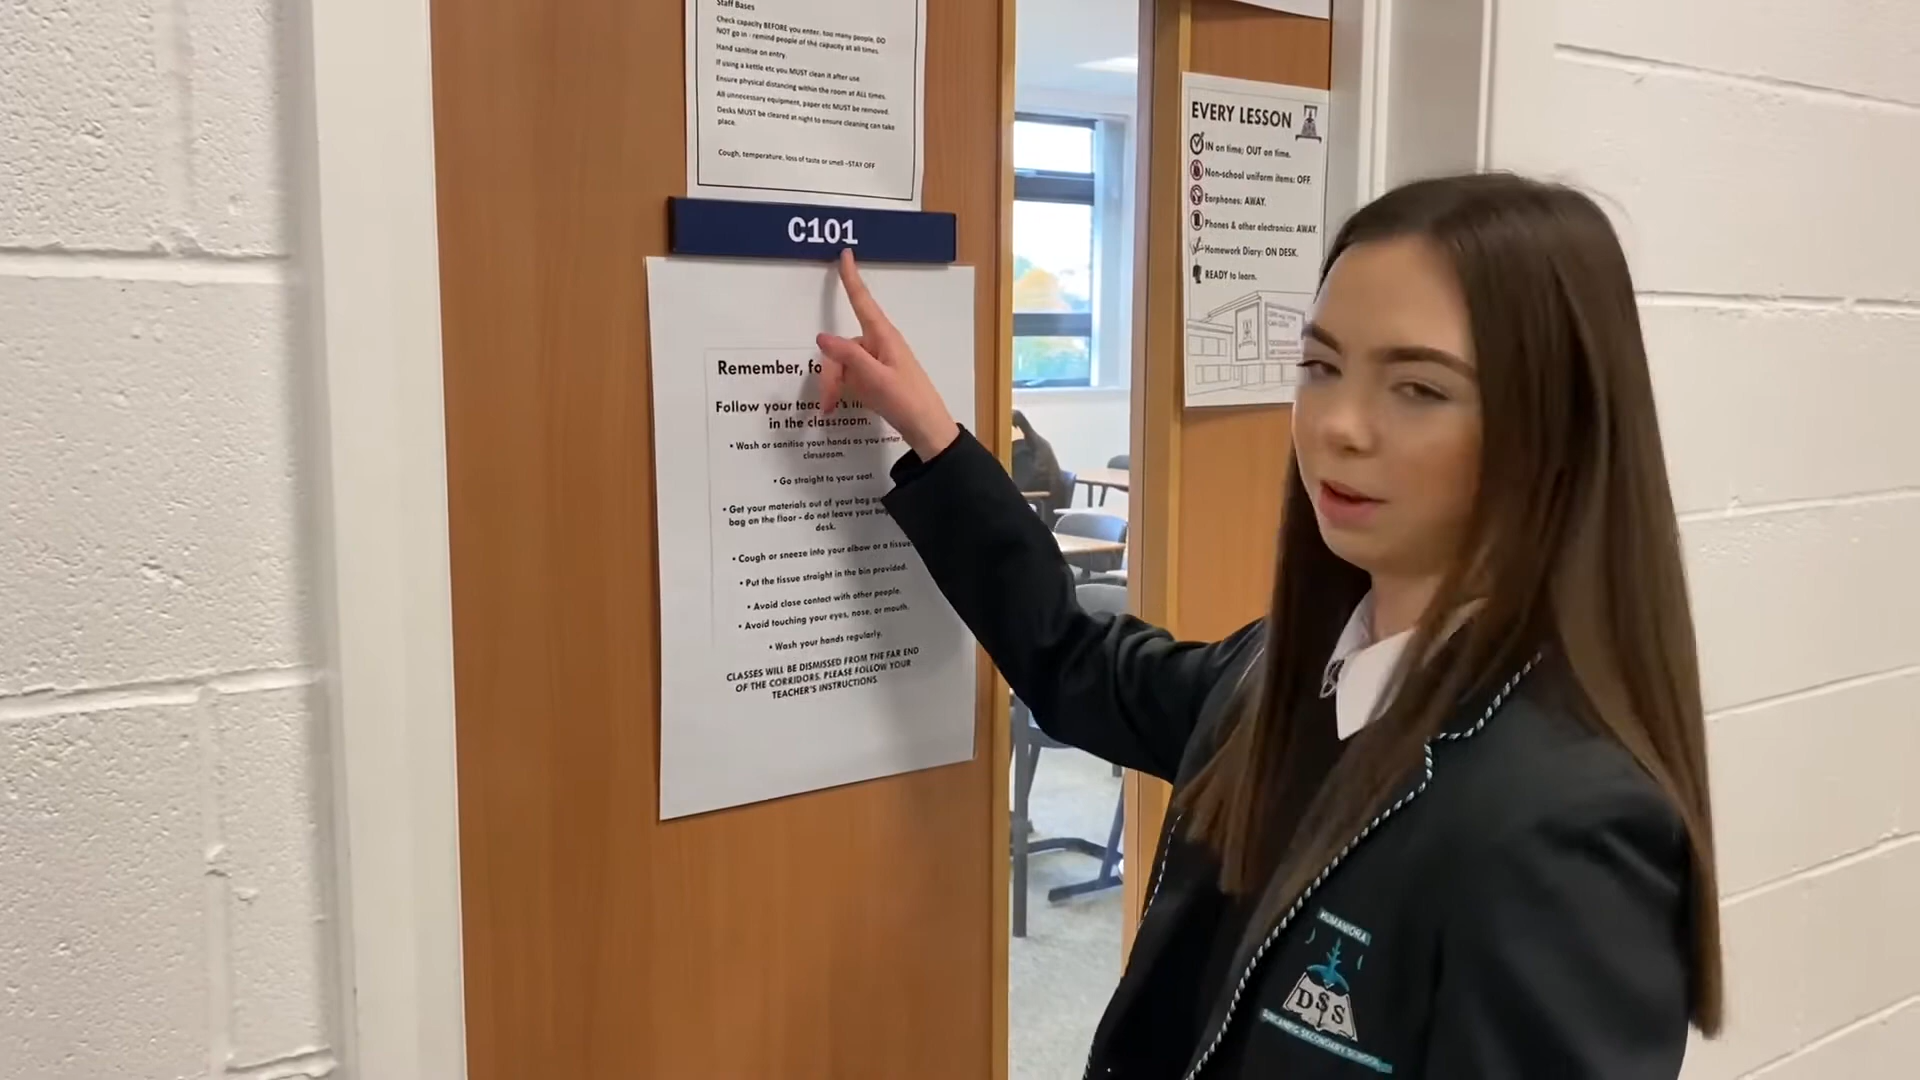 Staff Bases
Check capacity BEFORE you enter, too many people, DO
NOT go in - remind people of the capacity at all times.
Hand sanitise on entry.
If using a kettle etc you MUST clean it after use
Ensure physical distancing within the room at ALL times.
All unnecessary equipment, paper etc MUST be removed.
Desks MUST be cleared at night to ensure cleaning can take
place.
Cough, temperature, loss of taste or smell -STAY OFF
C101
Remember,
Follow your
in the classroom.
• Wash or sanitise your hands as you enter
classroom.
• Go straight to your seat.
• Get your materials out of your bag
bag on the floor - do not leave your
desk.
• Cough or sneeze into your elbow or a tissue
• Put the tissue straight in the bin provided.
• Avoid close contact with other people.
• Avoid touching your eyes, nose, or mouth.
• Wash your hands regularly.
CLASSES WILL BE DISMISSED FROM THE FAR END
OF THE CORRIDORS. PLEASE FOLLOW YOUR
TEACHER'S INSTRUCTIONS
EVERY LESSON
IN on time; OUT on time.
Non-school uniform items: OFF.
Earphones: AWAY.
Phones & other electronics: AWAY.
Homework Diary: ON DESK.
READY to learn.
HUMANIORA
DSS
SECONDARY SCHOOL